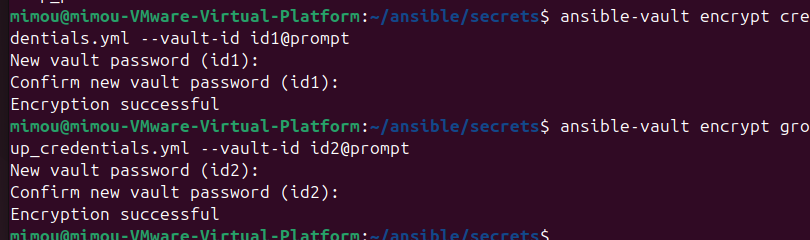 mimou@mimou-VMware-Virtual-Platform:~/ansible/secrets$ ansible-vault encrypt cre
dentials.yml --vault-id id1@prompt
New vault password (id1):
Confirm new vault password (id1):
Encryption successful
mimou@mimou-VMware-Virtual-Platform:~/ansible/secrets$ ansible-vault encrypt gro
up_credentials.yml --vault-id id2@prompt
New vault password (id2):
Confirm new vault password (id2):
Encryption successful
mimou@mimou-VMware-Virtual-Platform:~/ansible/secrets$